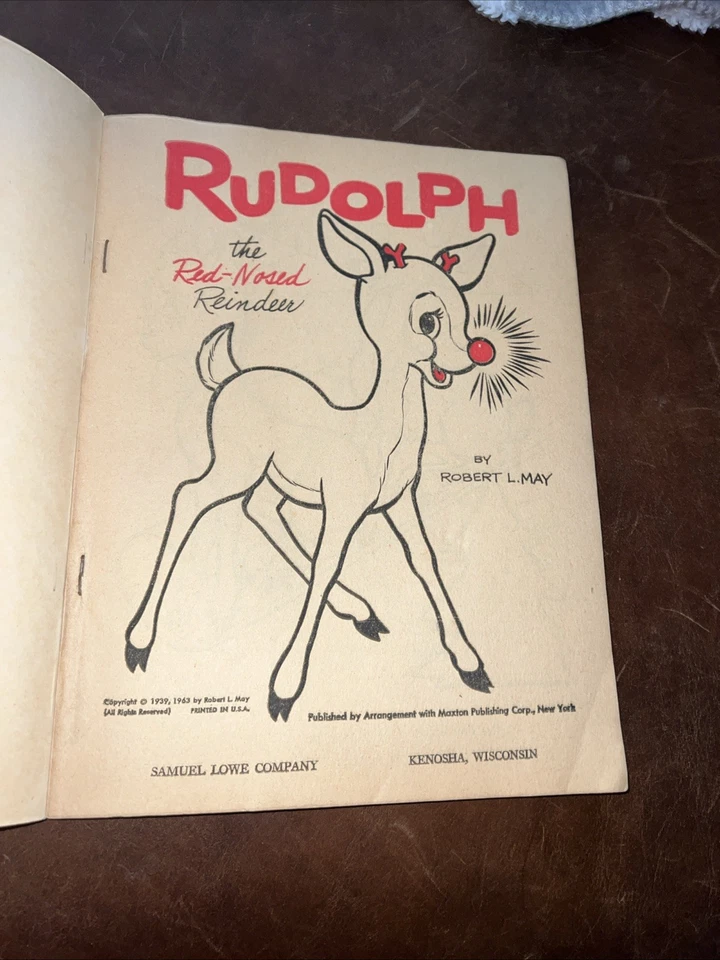 RUDOLPH
the
Red-Nosed
Reindeer
BY
ROBERT L. MAY
Copyright © 1939, 1963 by Robert L. May
(All Rights Reserved) PRINTED IN U.S.A.
Published by Arrangement with Maxton Publishing Corp., New York
SAMUEL LOWE COMPANY KENOSHA, WISCONSIN